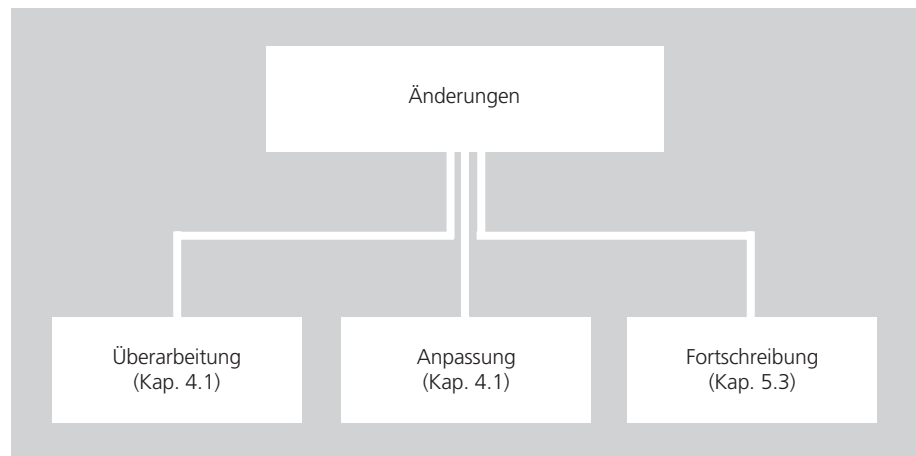 Änderungen
Überarbeitung
(Kap. 4.1)
Anpassung
(Kap. 4.1)
Fortschreibung
(Kap. 5.3)